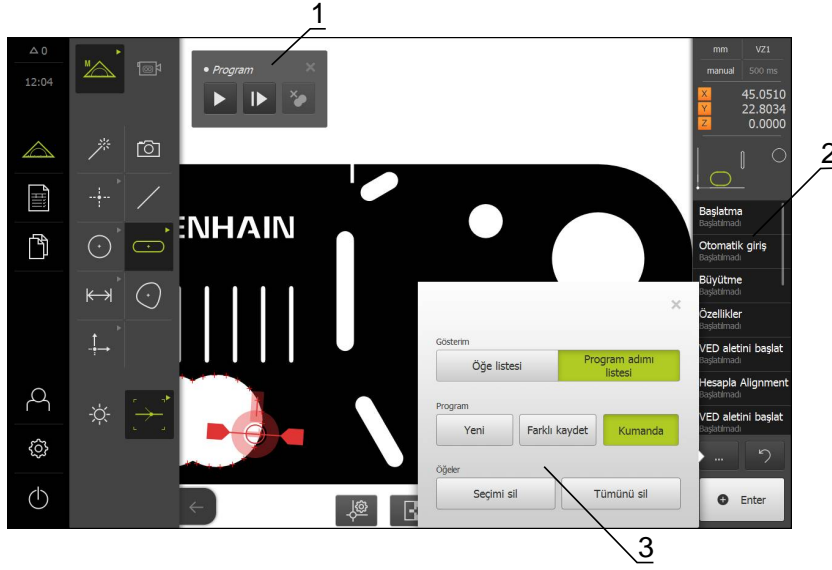 1
0
12:04
M
Program
ENHAIN
mm VZ1
manual 500 ms
X 45.0510
Y 22.8034
Z 0.0000
2
Başlatma
Başlatılmadı
Otomatik giriş
Başlatılmadı
Büyütme
Başlatılmadı
Özellikler
Başlatılmadı
VED aletini başlat
Başlatılmadı
Hesapla Alignment
Başlatılmadı
VED aletini başlat
Başlatılmadı
...
Enter
Gösterim
Öğe listesi
Program adımı
listesi
Program
Yeni
Farklı kaydet
Kumanda
Öğeler
Seçimi sil
Tümünü sil
3